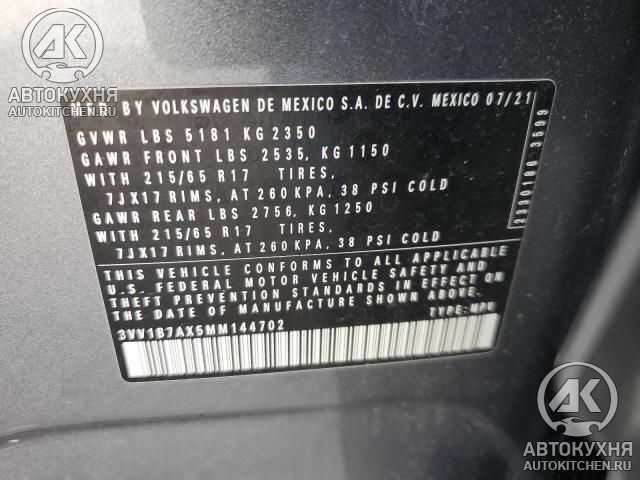 АК
АВТОКУХНЯ
AUTOKITCHEN.RU
MFD. BY VOLKSWAGEN DE MEXICO S.A. DE C.V. MEXICO 07/21
GVWR LBS 5181 KG 2350
GAWR FRONT LBS 2535, KG 1150
WITH 215/65 R17 TIRES,
7JX17 RIMS, AT 260 KPA, 38 PSI COLD
GAWR REAR LBS 2756, KG 1250
WITH 215/65 R17 TIRES,
7JX17 RIMS, AT 260 KPA, 38 PSI COLD
THIS VEHICLE CONFORMS TO ALL APPLICABLE
U.S. FEDERAL MOTOR VEHICLE SAFETY AND
THEFT PREVENTION STANDARDS IN EFFECT ON
THE DATE OF MANUFACTURE SHOWN ABOVE.
3VV1B7AX5MM144702 TYPE: MPV
АК
АВТОКУХНЯ
AUTOKITCHEN.RU